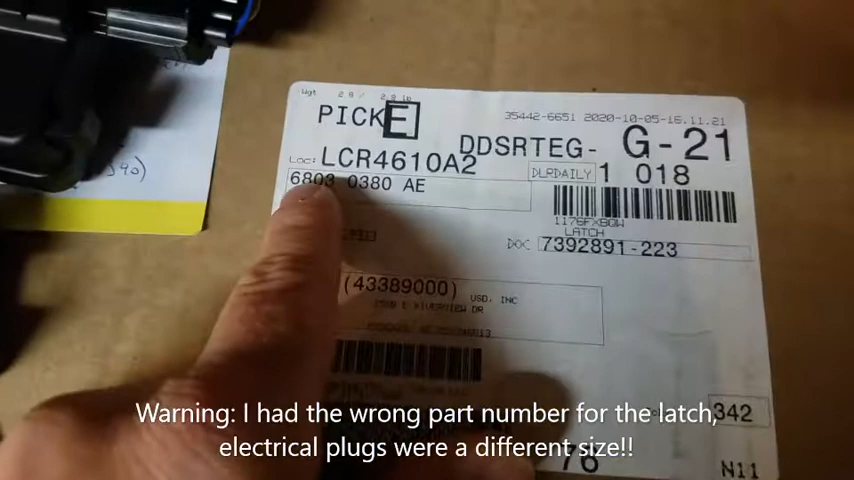 PICK E
35442-6651 2020-10-05-16.11.21
DDSRTEG- G-21
LOC: LCR4610A2
DLRDAILY 1 018
6803 0380 AE
LATCH
DOC: 7392891-223
(43389000)
USD, INC
342
76
N11
Warning: I had the wrong part number for the latch,
electrical plugs were a different size!!